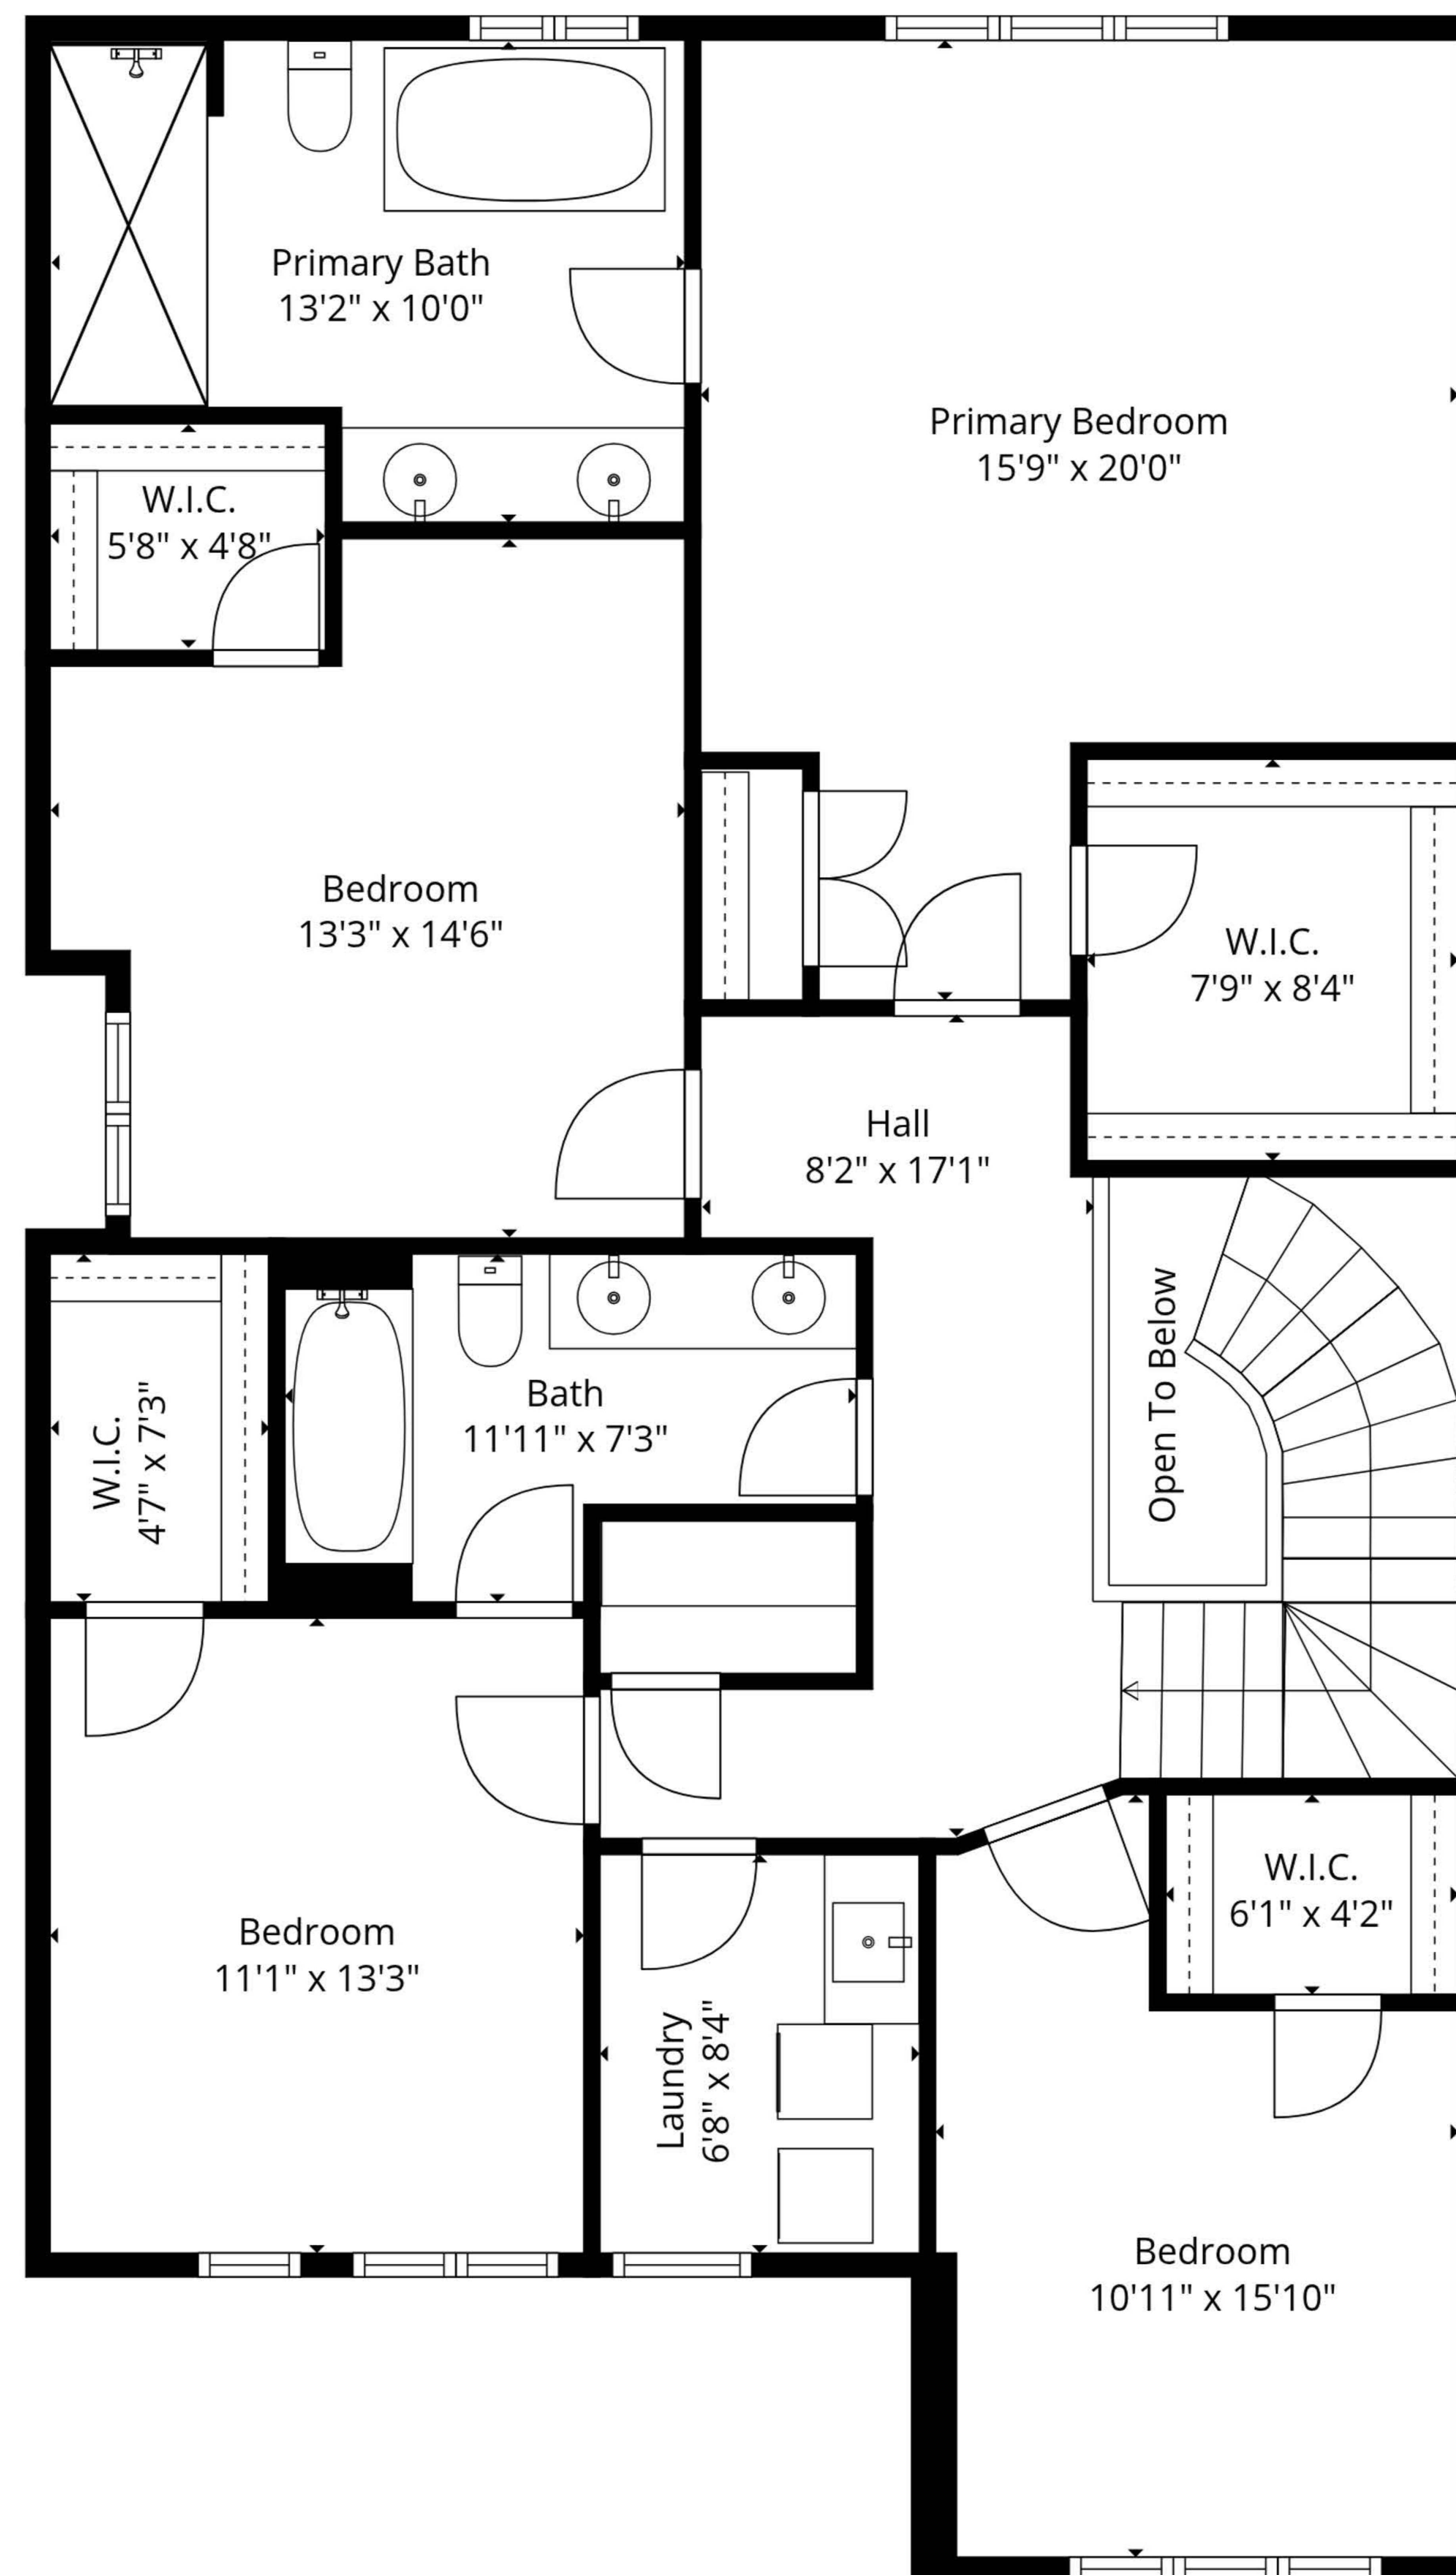 Primary Bath
13'2" x 10'0"
Primary Bedroom
15'9" x 20'0"
W.I.C.
5'8" x 4'8"
Bedroom
13'3" x 14'6"
W.I.C.
7'9" x 8'4"
Hall
8'2" x 17'1"
Open To Below
Bath
11'11" x 7'3"
W.I.C.
4'7" x 7'3"
W.I.C.
6'1" x 4'2"
Bedroom
11'1" x 13'3"
Laundry
6'8" x 8'4"
Bedroom
10'11" x 15'10"